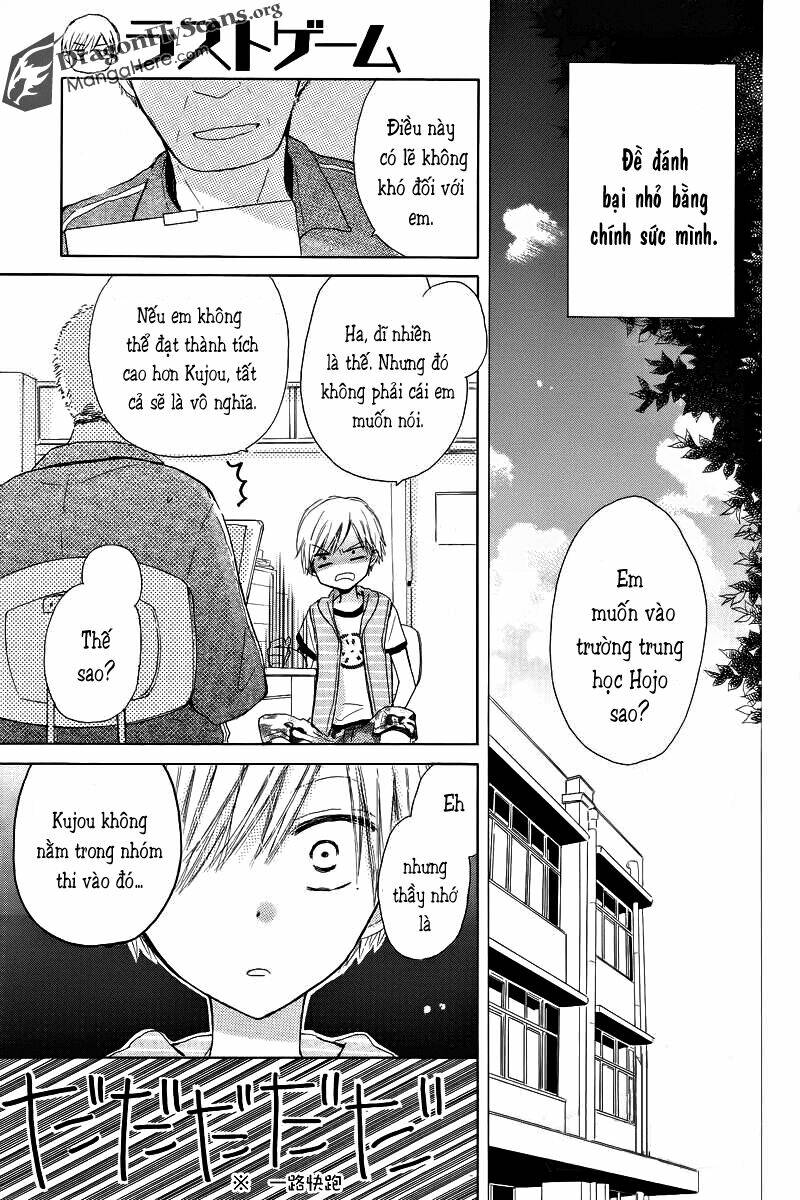 DragonFlyScans.org
MangaHere.com
ラストゲーム
Để đánh
bại nhỏ bằng
chính sức mình.
Em
muốn vào
trường trung
học Hojo
sao?
Điều này
có lẽ không
khó đối với
em.
Ha, dĩ nhiên
là thế. Nhưng đó
không phải cái em
muốn nói.
Nếu em không
thể đạt thành tích
cao hơn Kujou, tất
cả sẽ là vô nghĩa.
Thế
sao?
Eh
nhưng
thầy nhớ
là
Kujou không
nằm trong nhóm
thi vào đó...
だだだだだ
※ 一路快跑